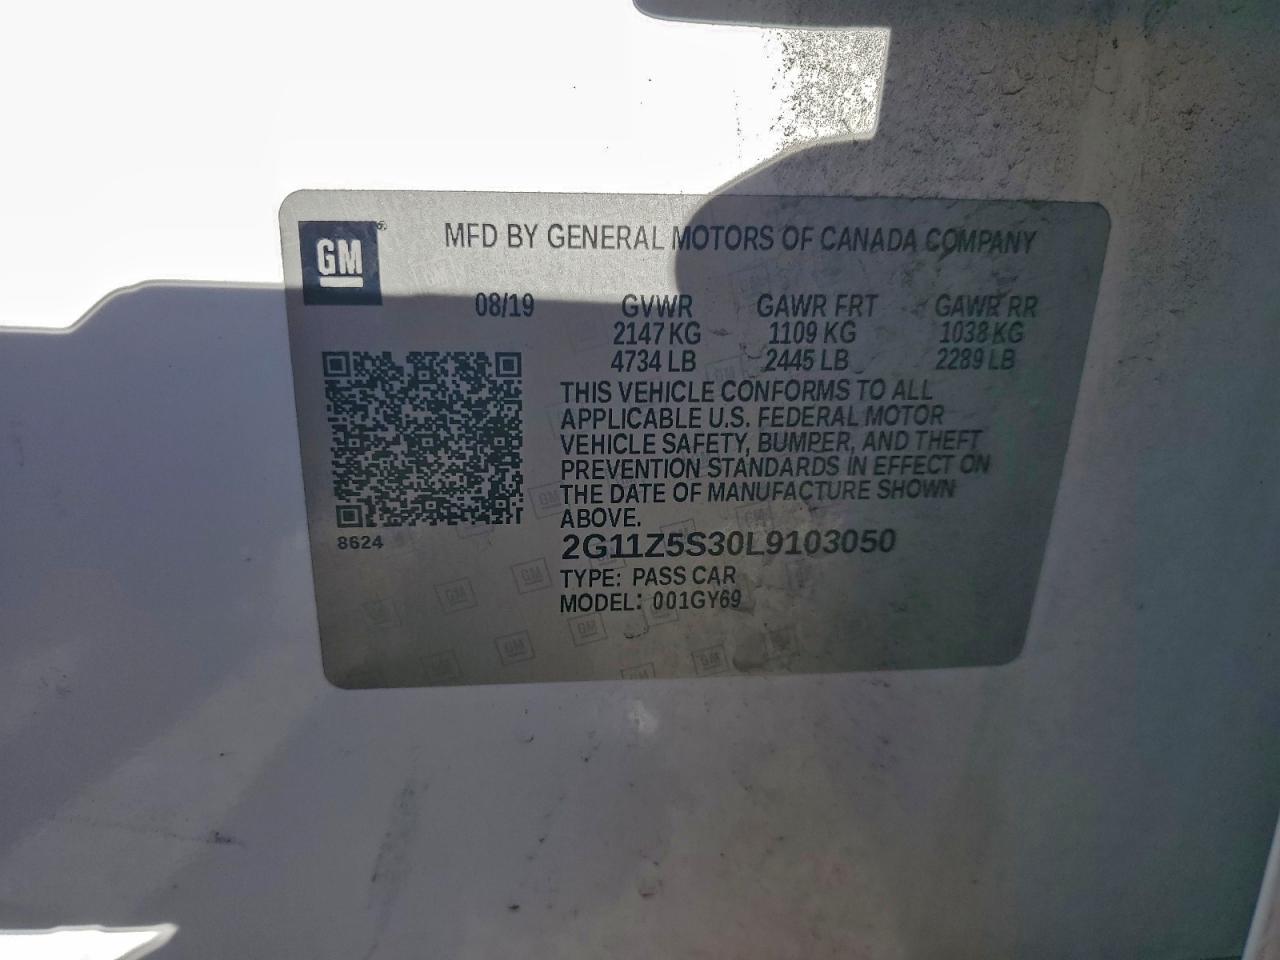 GM
MFD BY GENERAL MOTORS OF CANADA COMPANY
08/19 GVWR GAWR FRT GAWR RR
2147 KG 1109 KG 1038 KG
4734 LB 2445 LB 2289 LB
THIS VEHICLE CONFORMS TO ALL
APPLICABLE U.S. FEDERAL MOTOR
VEHICLE SAFETY, BUMPER, AND THEFT
PREVENTION STANDARDS IN EFFECT ON
THE DATE OF MANUFACTURE SHOWN
ABOVE.
8624
2G11Z5S30L9103050
TYPE: PASS CAR
MODEL: 001GY69